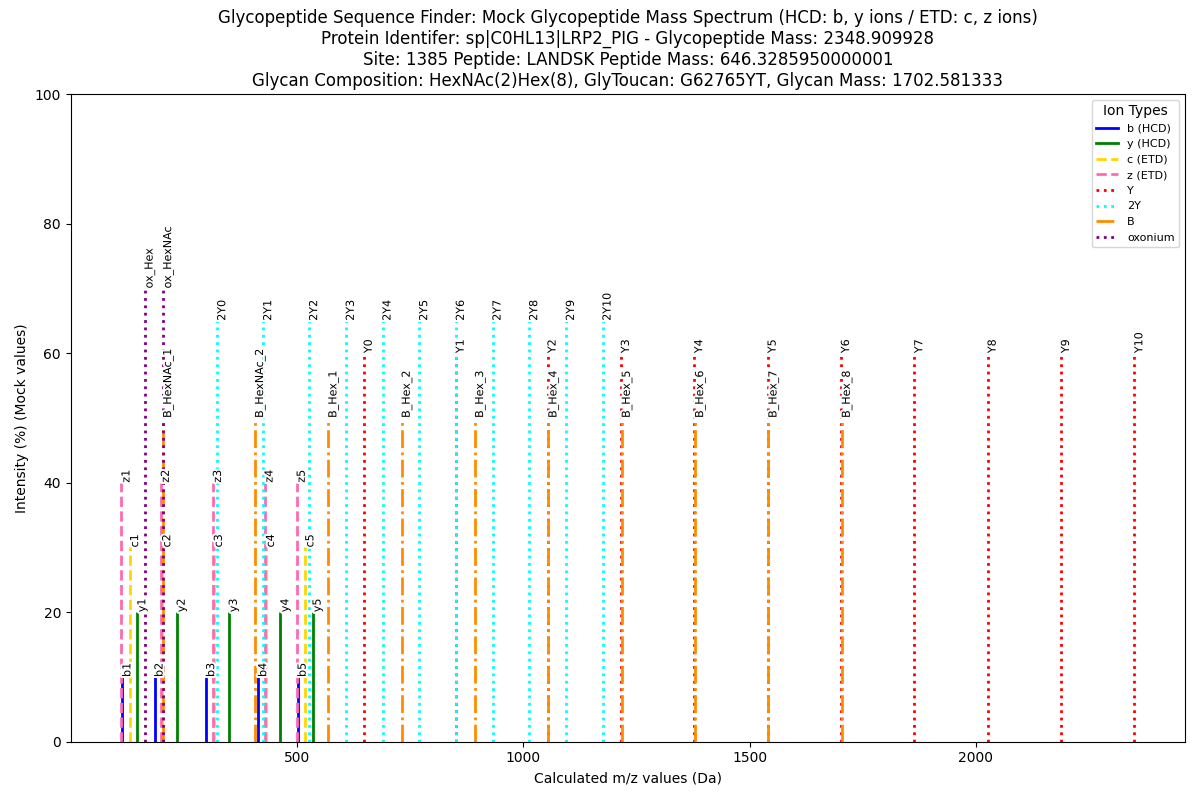 Glycopeptide Sequence Finder: Mock Glycopeptide Mass Spectrum (HCD: b, y ions / ETD: c, z ions)
Protein Identifer: sp|C0HL13|LRP2_PIG - Glycopeptide Mass: 2348.909928
Site: 1385 Peptide: LANDSK Peptide Mass: 646.3285950000001
Glycan Composition: HexNAc(2)Hex(8), GlyToucan: G62765YT, Glycan Mass: 1702.581333
Intensity (%) (Mock values)
100
80
60
40
20
0
Ion Types
b (HCD)
y (HCD)
c (ETD)
z (ETD)
Y
2Y
B
oxonium
ox_Hex
ox_HexNAc
2Y0
2Y1
2Y2
2Y3
2Y4
2Y5
2Y6
2Y7
2Y8
2Y9
2Y10
Y0
Y1
Y2
Y3
Y4
Y5
Y6
Y7
Y8
Y9
Y10
B_HexNAc_1
B_HexNAc_2
B_Hex_1
B_Hex_2
B_Hex_3
B_Hex_4
B_Hex_5
B_Hex_6
B_Hex_7
B_Hex_8
z1
z2
z3
z4
z5
c1
c2
c3
c4
c5
y1
y2
y3
y4
y5
b1
b2
b3
b4
b5
500
1000
1500
2000
Calculated m/z values (Da)